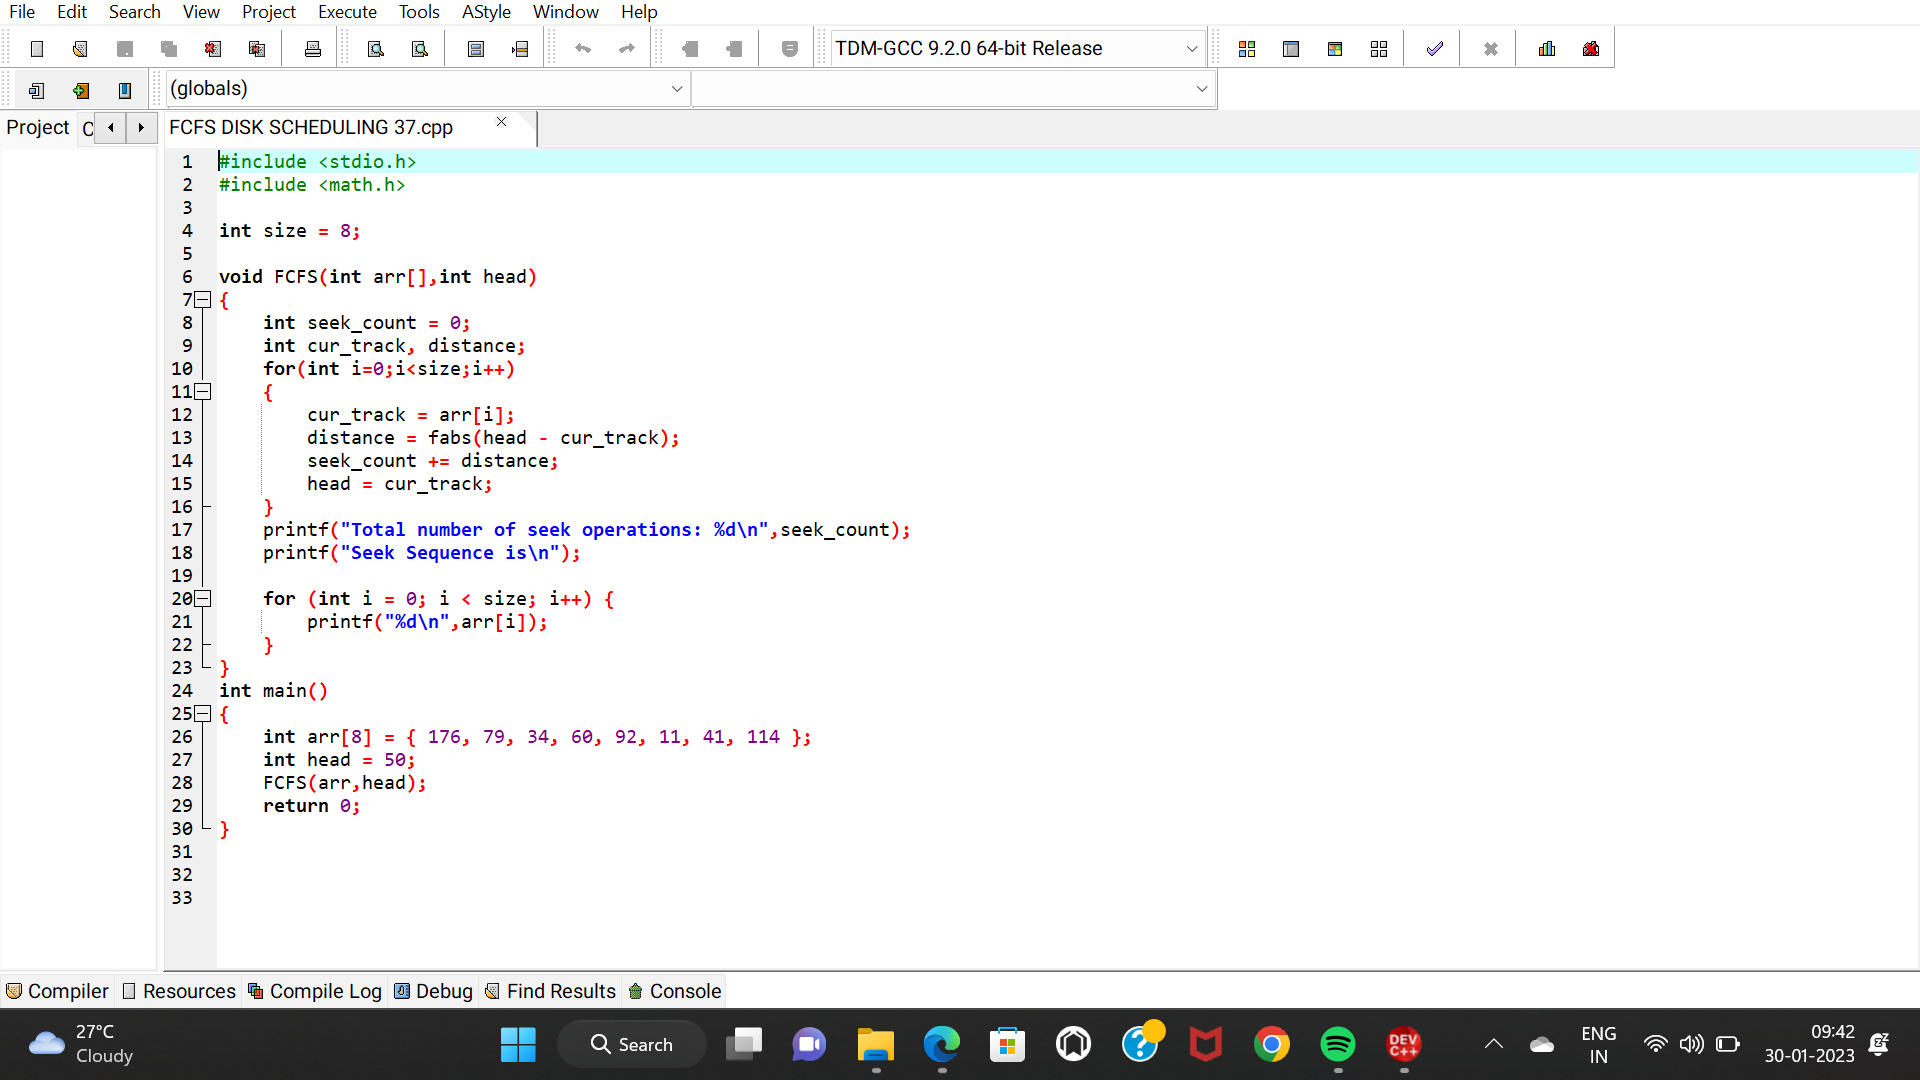 File Edit Search View Project Execute Tools AStyle Window Help
TDM-GCC 9.2.0 64-bit Release
(globals)
Project C FCFS DISK SCHEDULING 37.cpp
1 #include <stdio.h>
2 #include <math.h>
3
4 int size = 8;
5
6 void FCFS(int arr[],int head)
7 {
8 int seek_count = 0;
9 int cur_track, distance;
10 for(int i=0;i<size;i++)
11 {
12 cur_track = arr[i];
13 distance = fabs(head - cur_track);
14 seek_count += distance;
15 head = cur_track;
16 }
17 printf("Total number of seek operations: %d\n",seek_count);
18 printf("Seek Sequence is\n");
19
20 for (int i = 0; i < size; i++) {
21 printf("%d\n",arr[i]);
22 }
23 }
24 int main()
25 {
26 int arr[8] = { 176, 79, 34, 60, 92, 11, 41, 114 };
27 int head = 50;
28 FCFS(arr,head);
29 return 0;
30 }
31
32
33
Compiler Resources Compile Log Debug Find Results Console
27°C
Cloudy
Search
DEV
C++
ENG
IN
09:42
30-01-2023